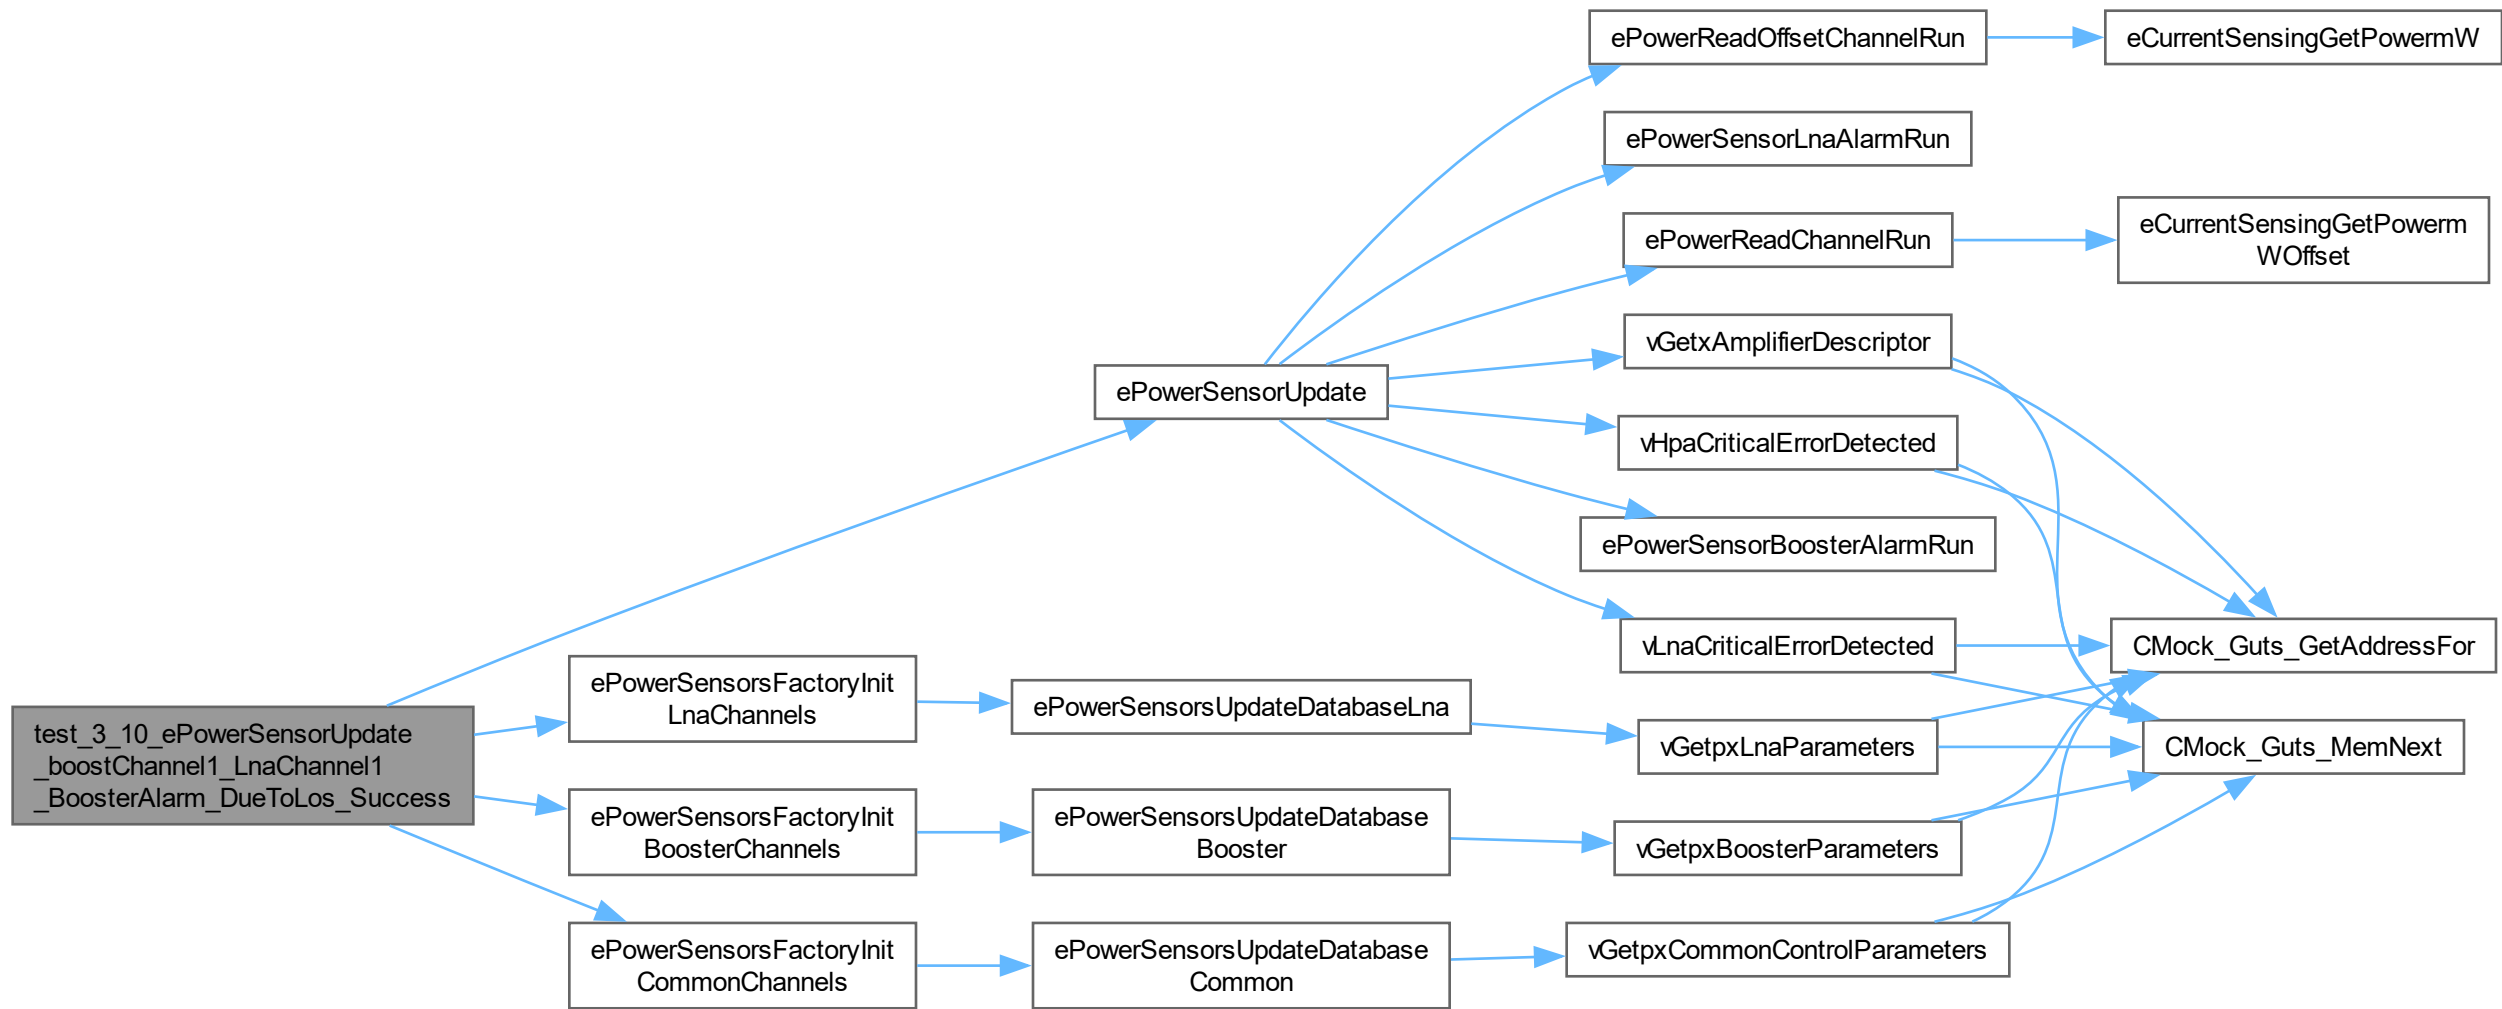 ePowerReadOffsetChannelRun
eCurrentSensingGetPowermW
ePowerSensorLnaAlarmRun
ePowerReadChannelRun
eCurrentSensingGetPowerm
WOffset
vGetxAmplifierDescriptor
ePowerSensorUpdate
vHpaCriticalErrorDetected
ePowerSensorBoosterAlarmRun
vLnaCriticalErrorDetected
CMock_Guts_GetAddressFor
ePowerSensorsFactoryInit
LnaChannels
ePowerSensorsUpdateDatabaseLna
vGetpxLnaParameters
CMock_Guts_MemNext
test_3_10_ePowerSensorUpdate
_boostChannel1_LnaChannel1
_BoosterAlarm_DueToLos_Success
ePowerSensorsFactoryInit
BoosterChannels
ePowerSensorsUpdateDatabase
Booster
vGetpxBoosterParameters
ePowerSensorsFactoryInit
CommonChannels
ePowerSensorsUpdateDatabase
Common
vGetpxCommonControlParameters